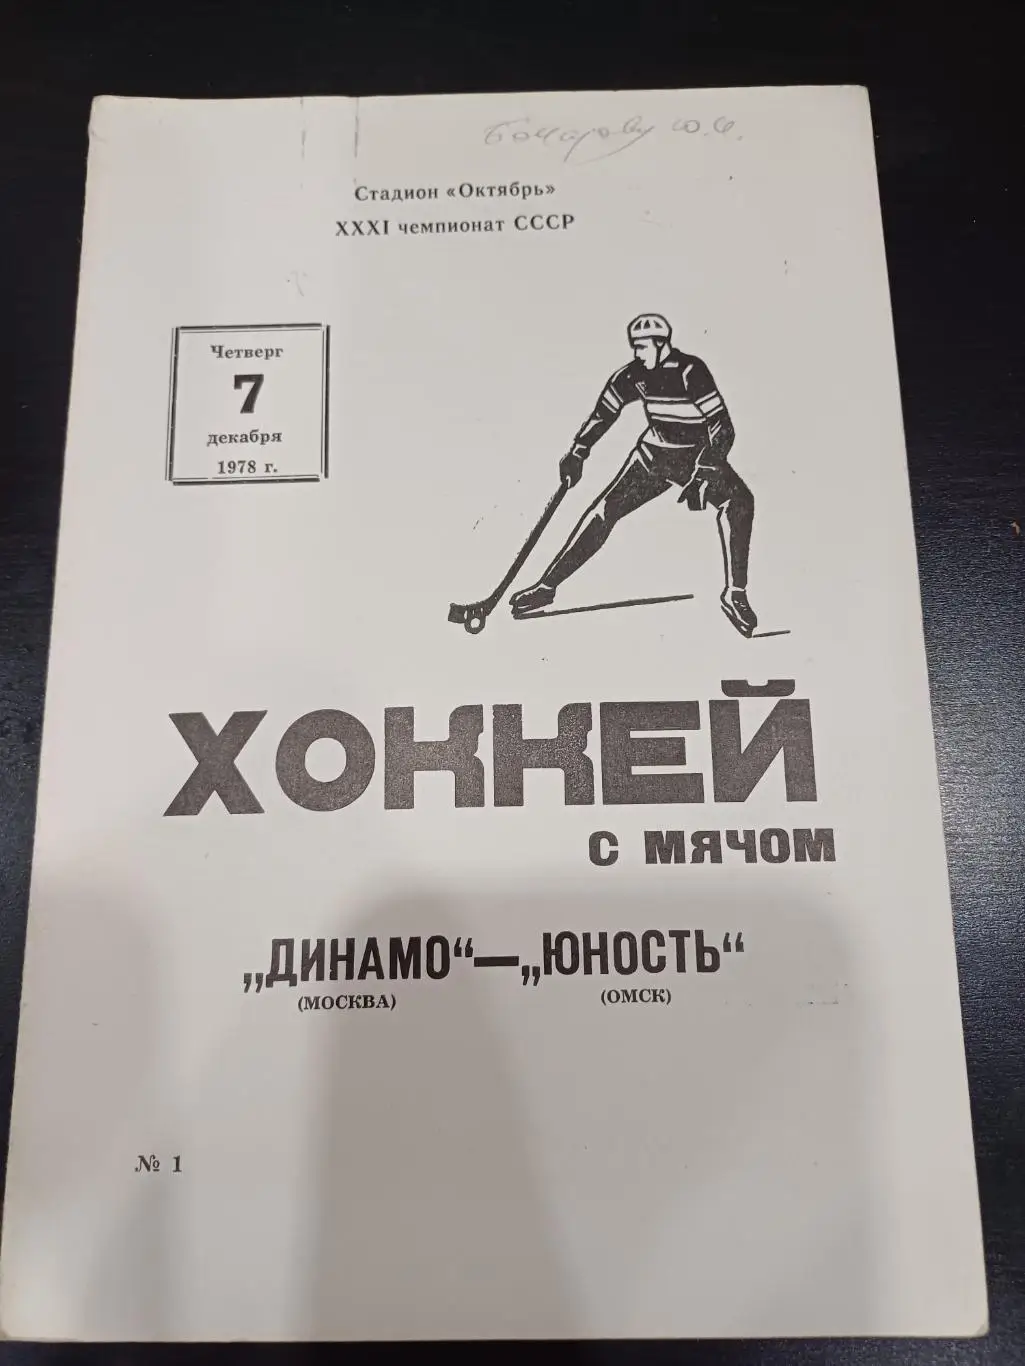 Бочарову Ю.И.
Стадион «Октябрь»
XXXI чемпионат СССР
Четверг
7
декабря
1978 г.
ХОККЕЙ
с мячом
„ДИНАМО“—„ЮНОСТЬ“
(МОСКВА) (ОМСК)
№ 1